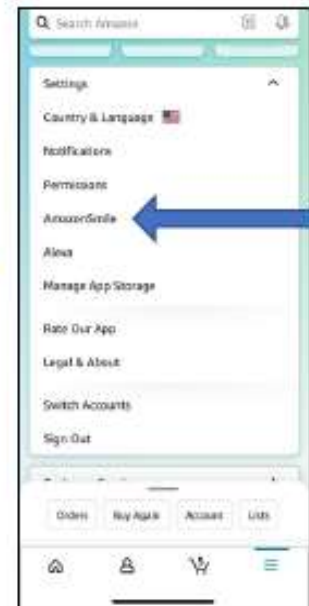 Search Amazon
Settings
Country & Language
Notifications
Permissions
AmazonSmile
Alexa
Manage App Storage
Rate Our App
Legal & About
Switch Accounts
Sign Out
Orders
Buy Again
Account
Lists